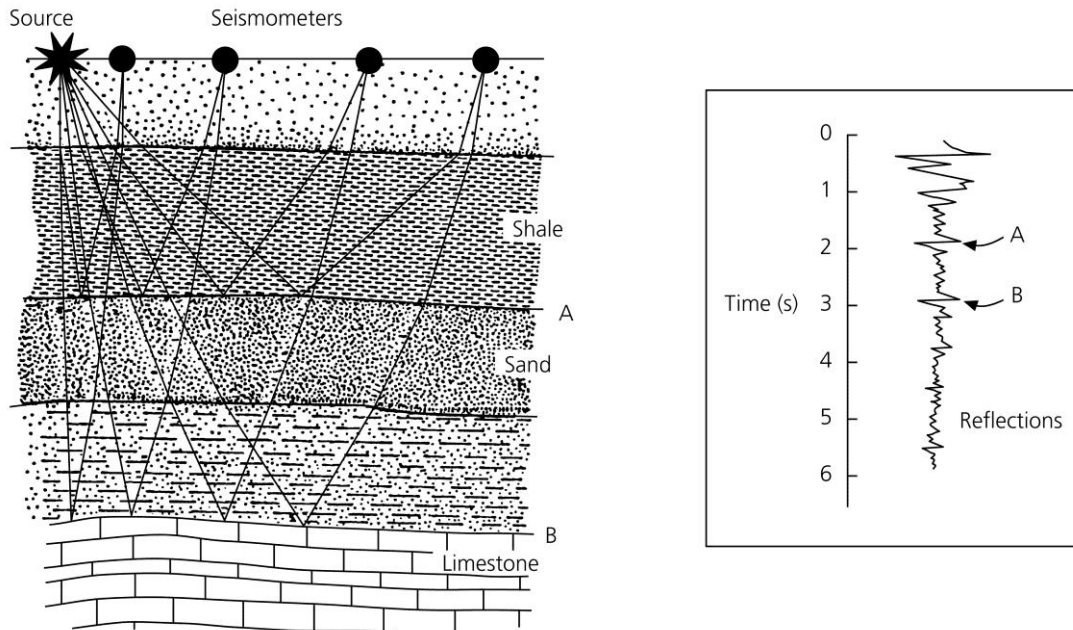 Source
Seismometers
Shale
A
Sand
B
Limestone
0
1
2
A
Time (s)
3
B
4
5
Reflections
6